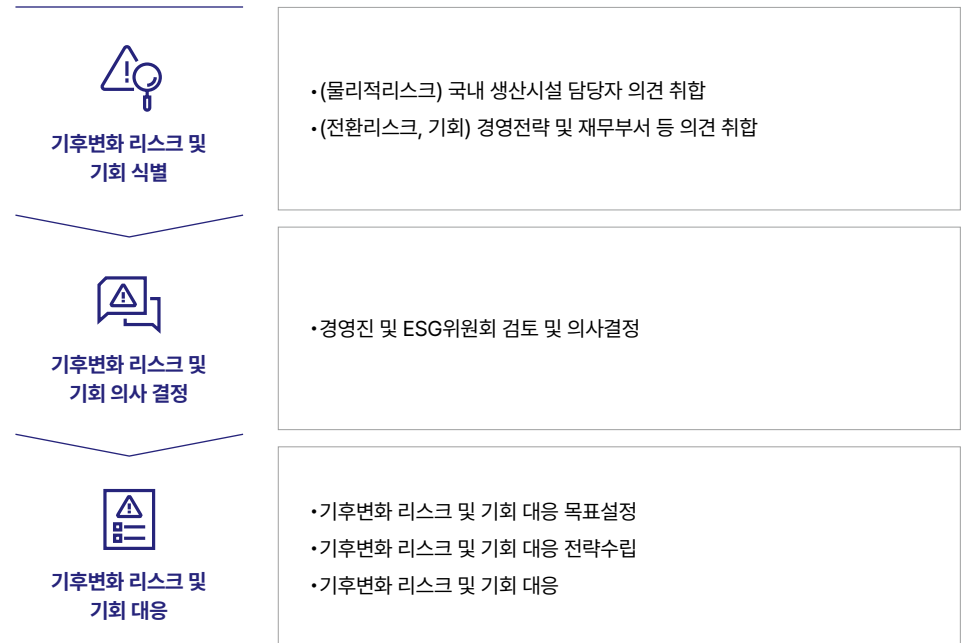 기후변화 리스크 및
기회 식별
•(물리적리스크) 국내 생산시설 담당자 의견 취합
•(전환리스크, 기회) 경영전략 및 재무부서 등 의견 취합
기후변화 리스크 및
기회 의사 결정
•경영진 및 ESG위원회 검토 및 의사결정
기후변화 리스크 및
기회 대응
•기후변화 리스크 및 기회 대응 목표설정
•기후변화 리스크 및 기회 대응 전략수립
•기후변화 리스크 및 기회 대응